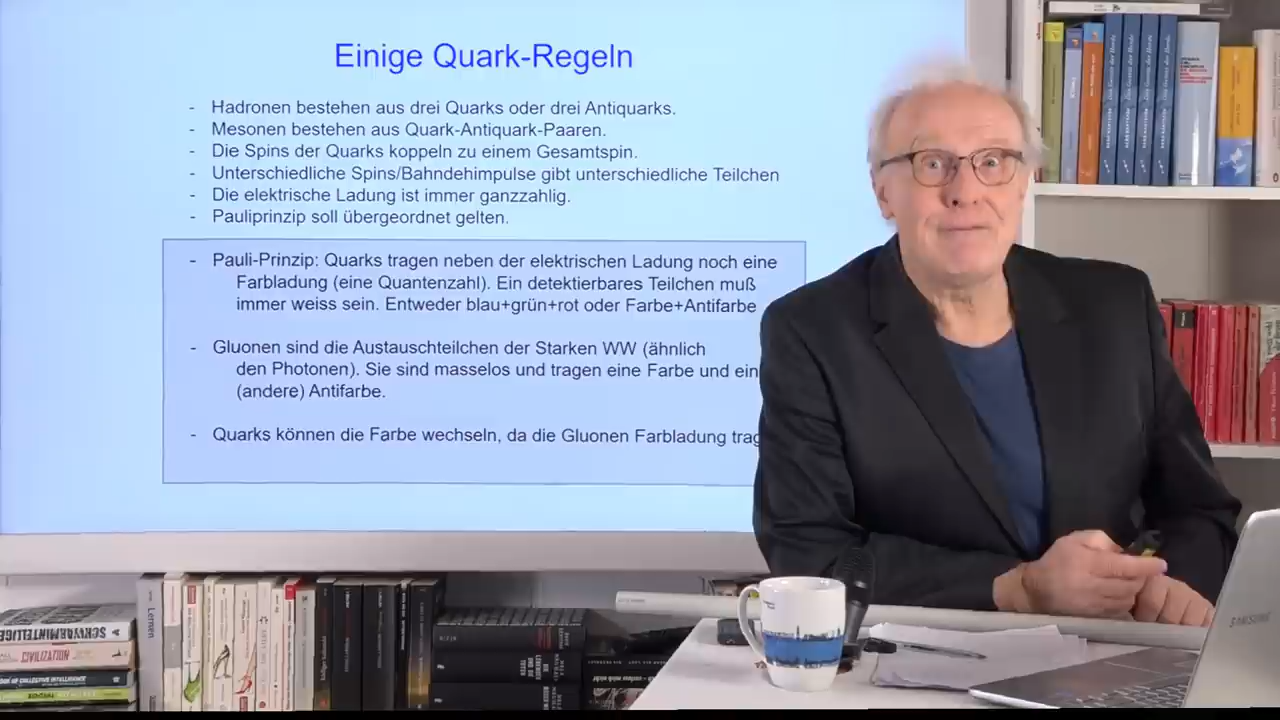 Einige Quark-Regeln
- Hadronen bestehen aus drei Quarks oder drei Antiquarks.
- Mesonen bestehen aus Quark-Antiquark-Paaren.
- Die Spins der Quarks koppeln zu einem Gesamtspin.
- Unterschiedliche Spins/Bahndehimpulse gibt unterschiedliche Teilchen
- Die elektrische Ladung ist immer ganzzahlig.
- Pauliprinzip soll übergeordnet gelten.
- Pauli-Prinzip: Quarks tragen neben der elektrischen Ladung noch eine
Farbladung (eine Quantenzahl). Ein detektierbares Teilchen muß
immer weiss sein. Entweder blau+grün+rot oder Farbe+Antifarbe
- Gluonen sind die Austauschteilchen der Starken WW (ähnlich
den Photonen). Sie sind masselos und tragen eine Farbe und ein
(andere) Antifarbe.
- Quarks können die Farbe wechseln, da die Gluonen Farbladung trag
SCHWARMINTELLIGE
CIVILIZATION
Lernen
SAMSUNG